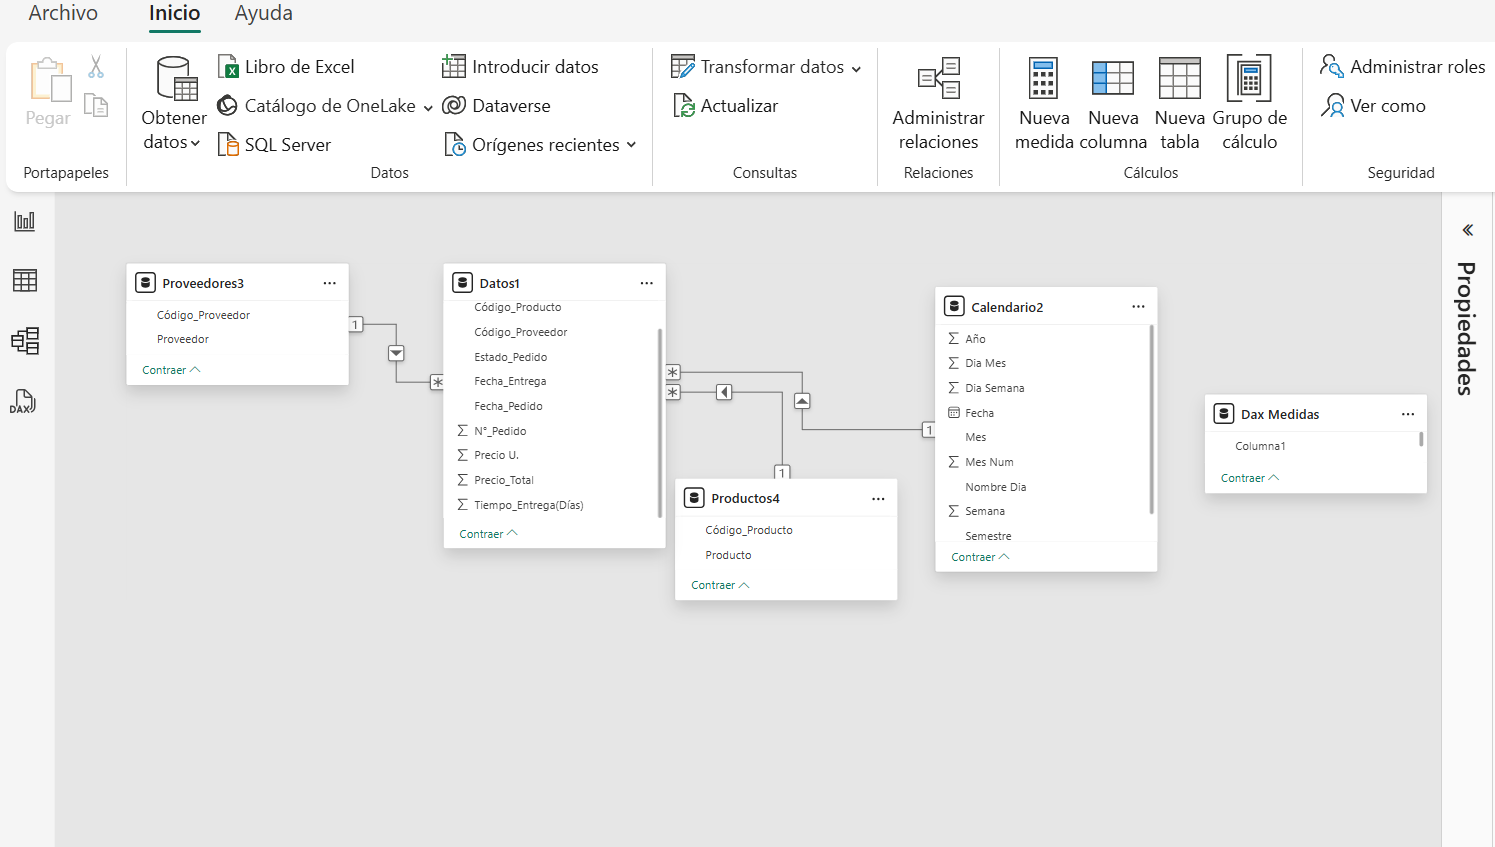 Archivo
Inicio
Ayuda
Pegar
Portapapeles
Obtener
datos
Libro de Excel
Catálogo de OneLake
SQL Server
Introducir datos
Dataverse
Orígenes recientes
Datos
Transformar datos
Actualizar
Consultas
Administrar
relaciones
Relaciones
Nueva
medida
Nueva
columna
Nueva
tabla
Grupo de
cálculo
Cálculos
Administrar roles
Ver como
Seguridad
DAX
Proveedores3
Código_Proveedor
Proveedor
Contraer
1
*
Datos1
Código_Producto
Código_Proveedor
Estado_Pedido
Fecha_Entrega
Fecha_Pedido
Σ N°_Pedido
Σ Precio U.
Σ Precio_Total
Σ Tiempo_Entrega(Días)
Contraer
*
*
1
1
Productos4
Código_Producto
Producto
Contraer
Calendario2
Σ Año
Σ Dia Mes
Σ Dia Semana
Fecha
Mes
Σ Mes Num
Nombre Dia
Σ Semana
Semestre
Contraer
Dax Medidas
Columna1
Contraer
Propiedades